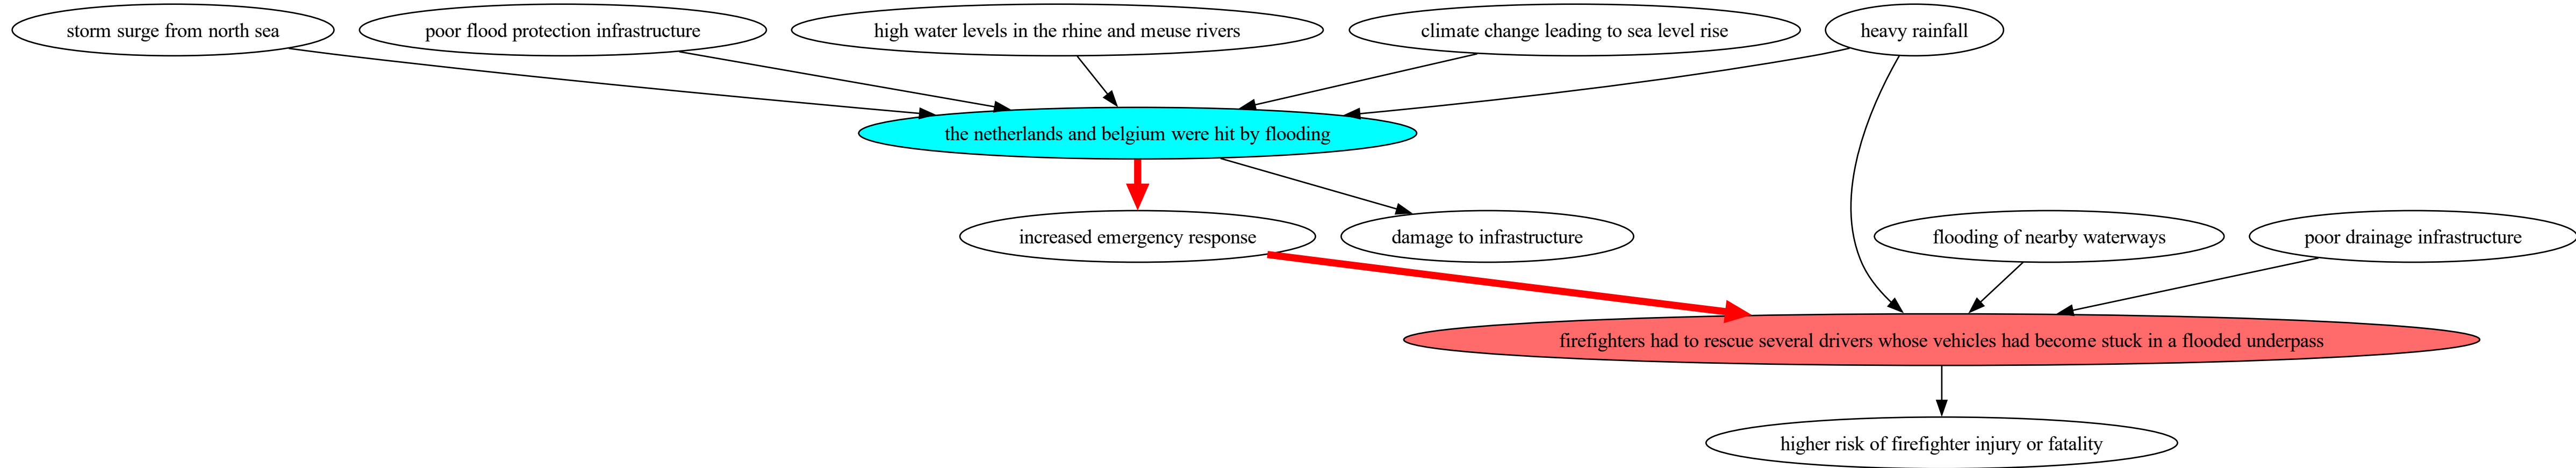 storm surge from north sea
poor flood protection infrastructure
high water levels in the rhine and meuse rivers
climate change leading to sea level rise
heavy rainfall
the netherlands and belgium were hit by flooding
increased emergency response
damage to infrastructure
flooding of nearby waterways
poor drainage infrastructure
firefighters had to rescue several drivers whose vehicles had become stuck in a flooded underpass
higher risk of firefighter injury or fatality